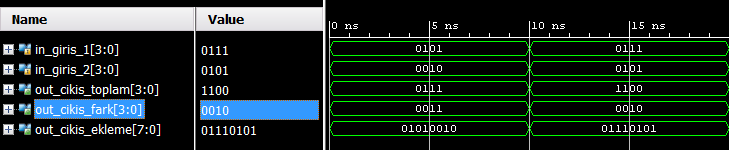 Name Value 0 ns 5 ns 10 ns 15 ns
in_giris_1[3:0] 0111 0101 0111
in_giris_2[3:0] 0101 0010 0101
out_cikis_toplam[3:0] 1100 0111 1100
out_cikis_fark[3:0] 0010 0011 0010
out_cikis_ekleme[7:0] 01110101 01010010 01110101